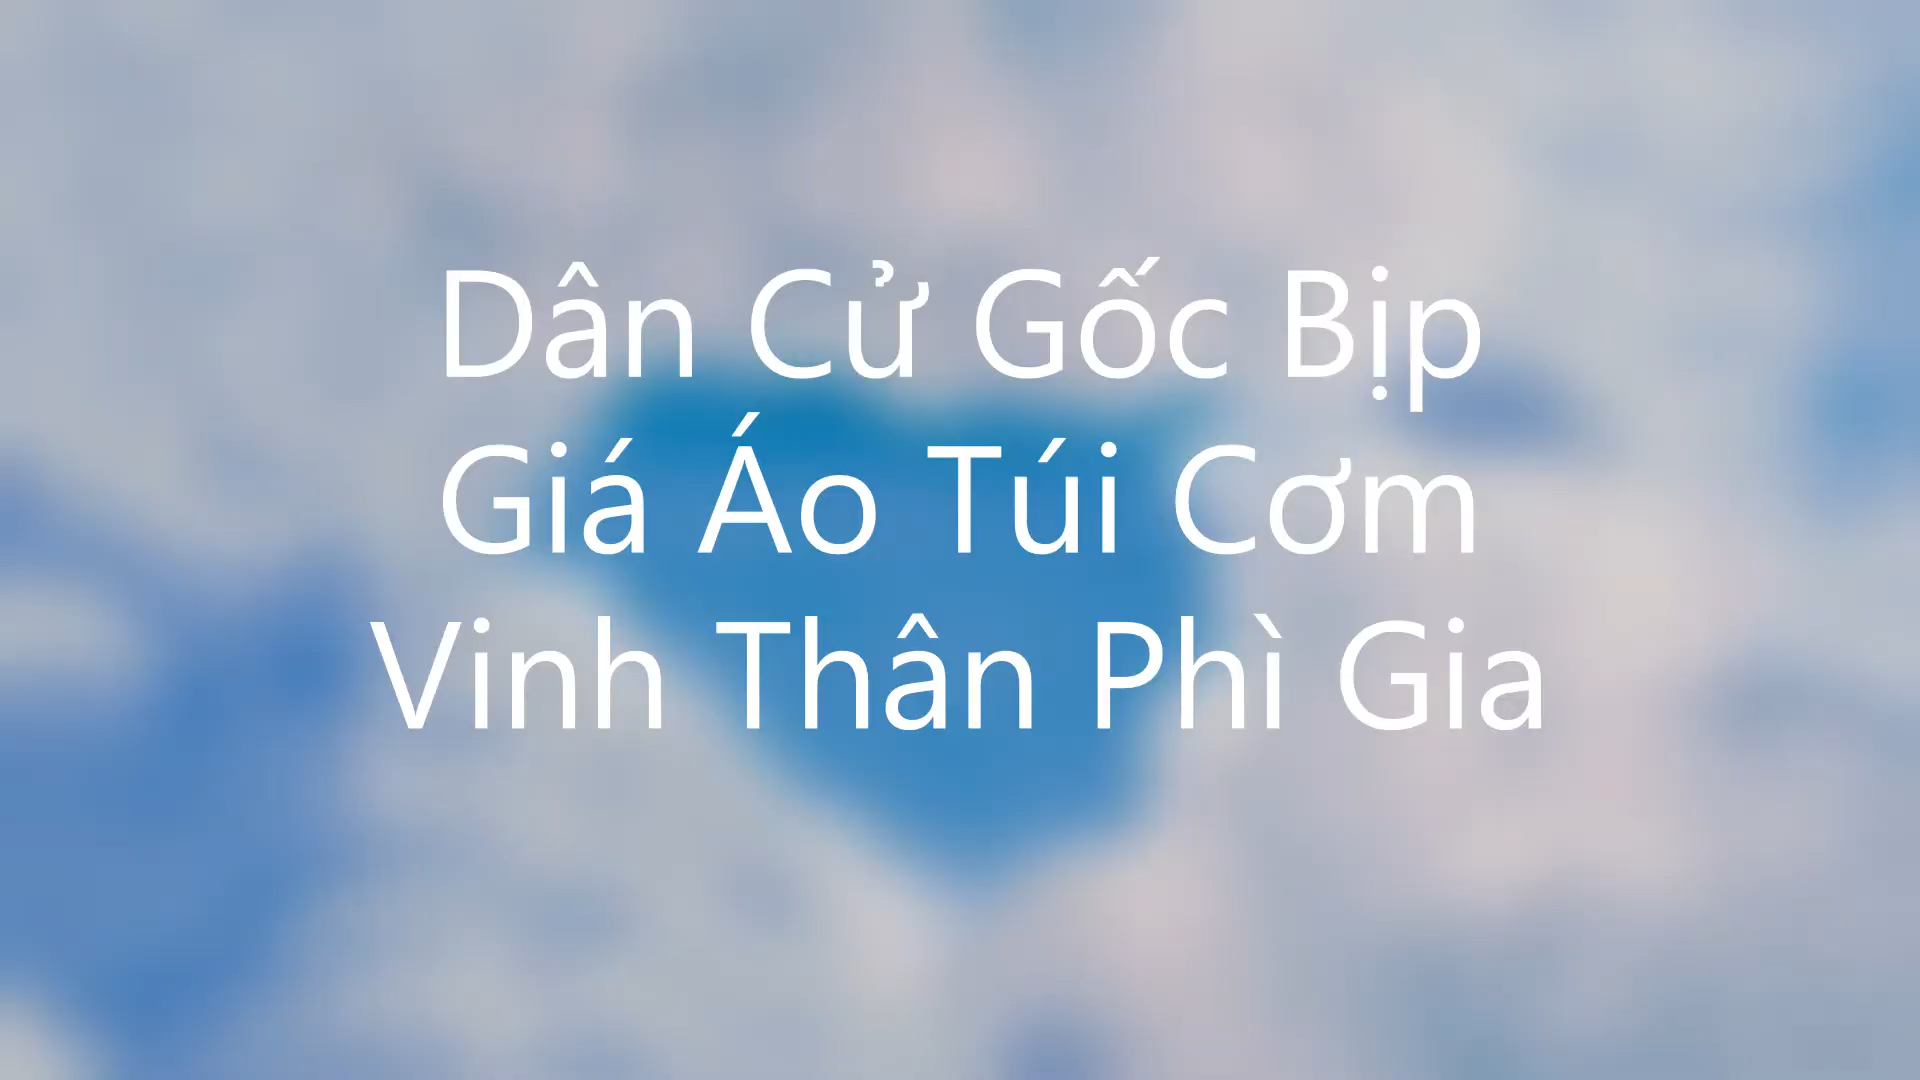 Dân Cử Gốc Bịp
Giá Áo Túi Cơm
Vinh Thân Phì Gia